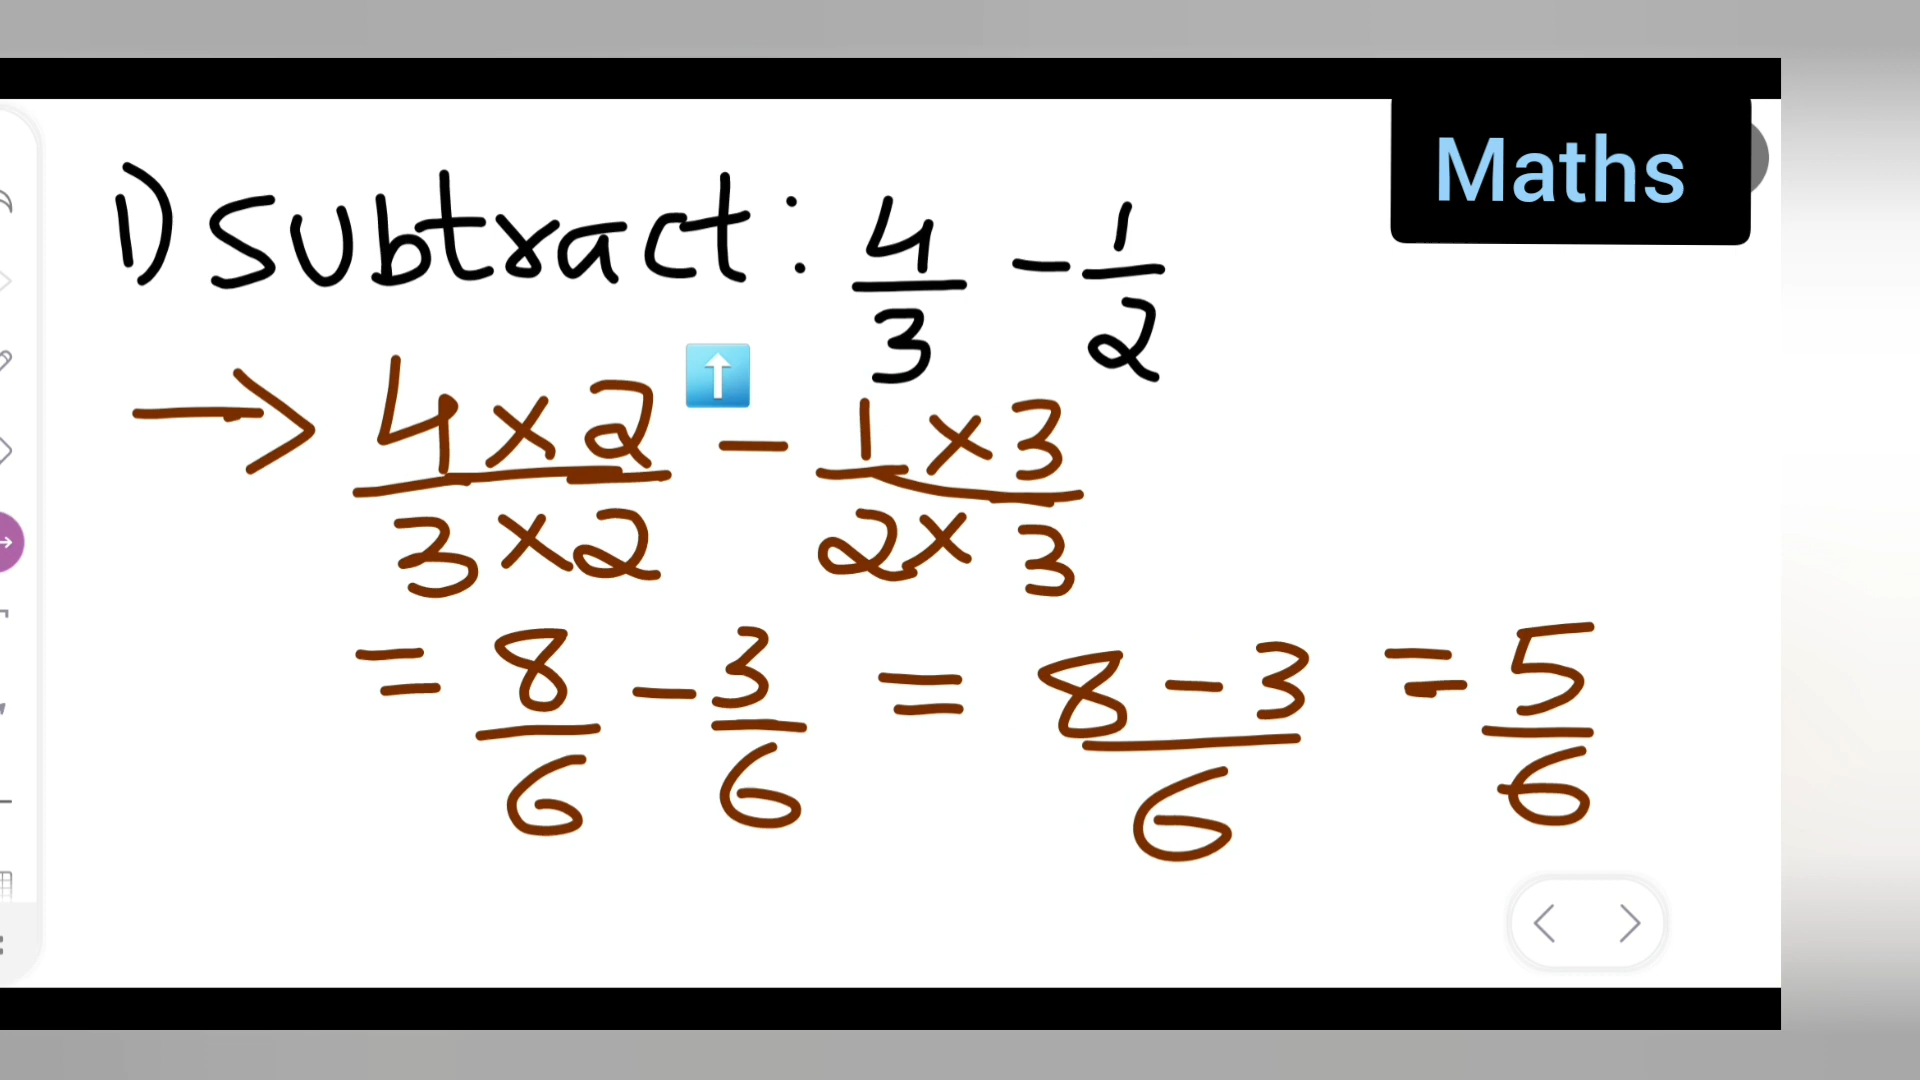 Maths
1) Subtract: 4/3 - 1/2
→ 4 × 2 / 3 × 2 - 1 × 3 / 2 × 3
= 8/6 - 3/6 = 8 - 3 / 6 = 5/6